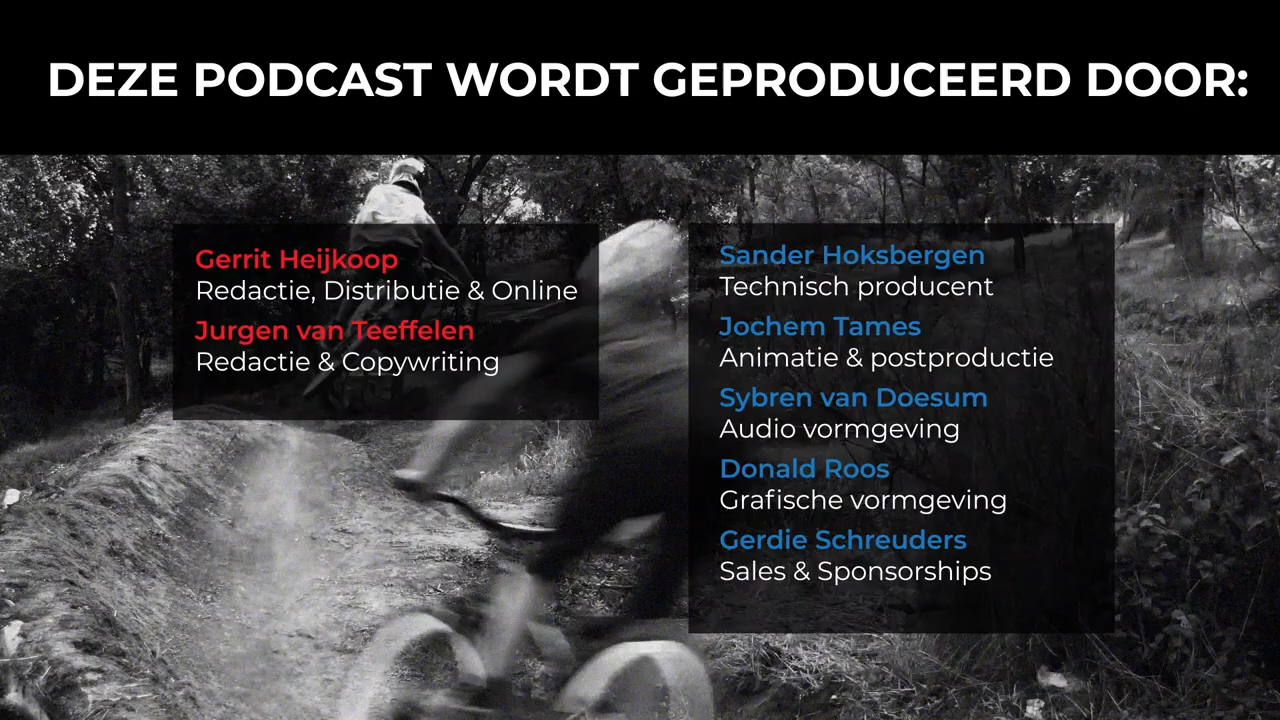 DEZE PODCAST WORDT GEPRODUCEERD DOOR:
Gerrit Heijkoop
Redactie, Distributie & Online
Jurgen van Teeffelen
Redactie & Copywriting
Sander Hoksbergen
Technisch producent
Jochem Tames
Animatie & postproductie
Sybren van Doesum
Audio vormgeving
Donald Roos
Grafische vormgeving
Gerdie Schreuders
Sales & Sponsorships